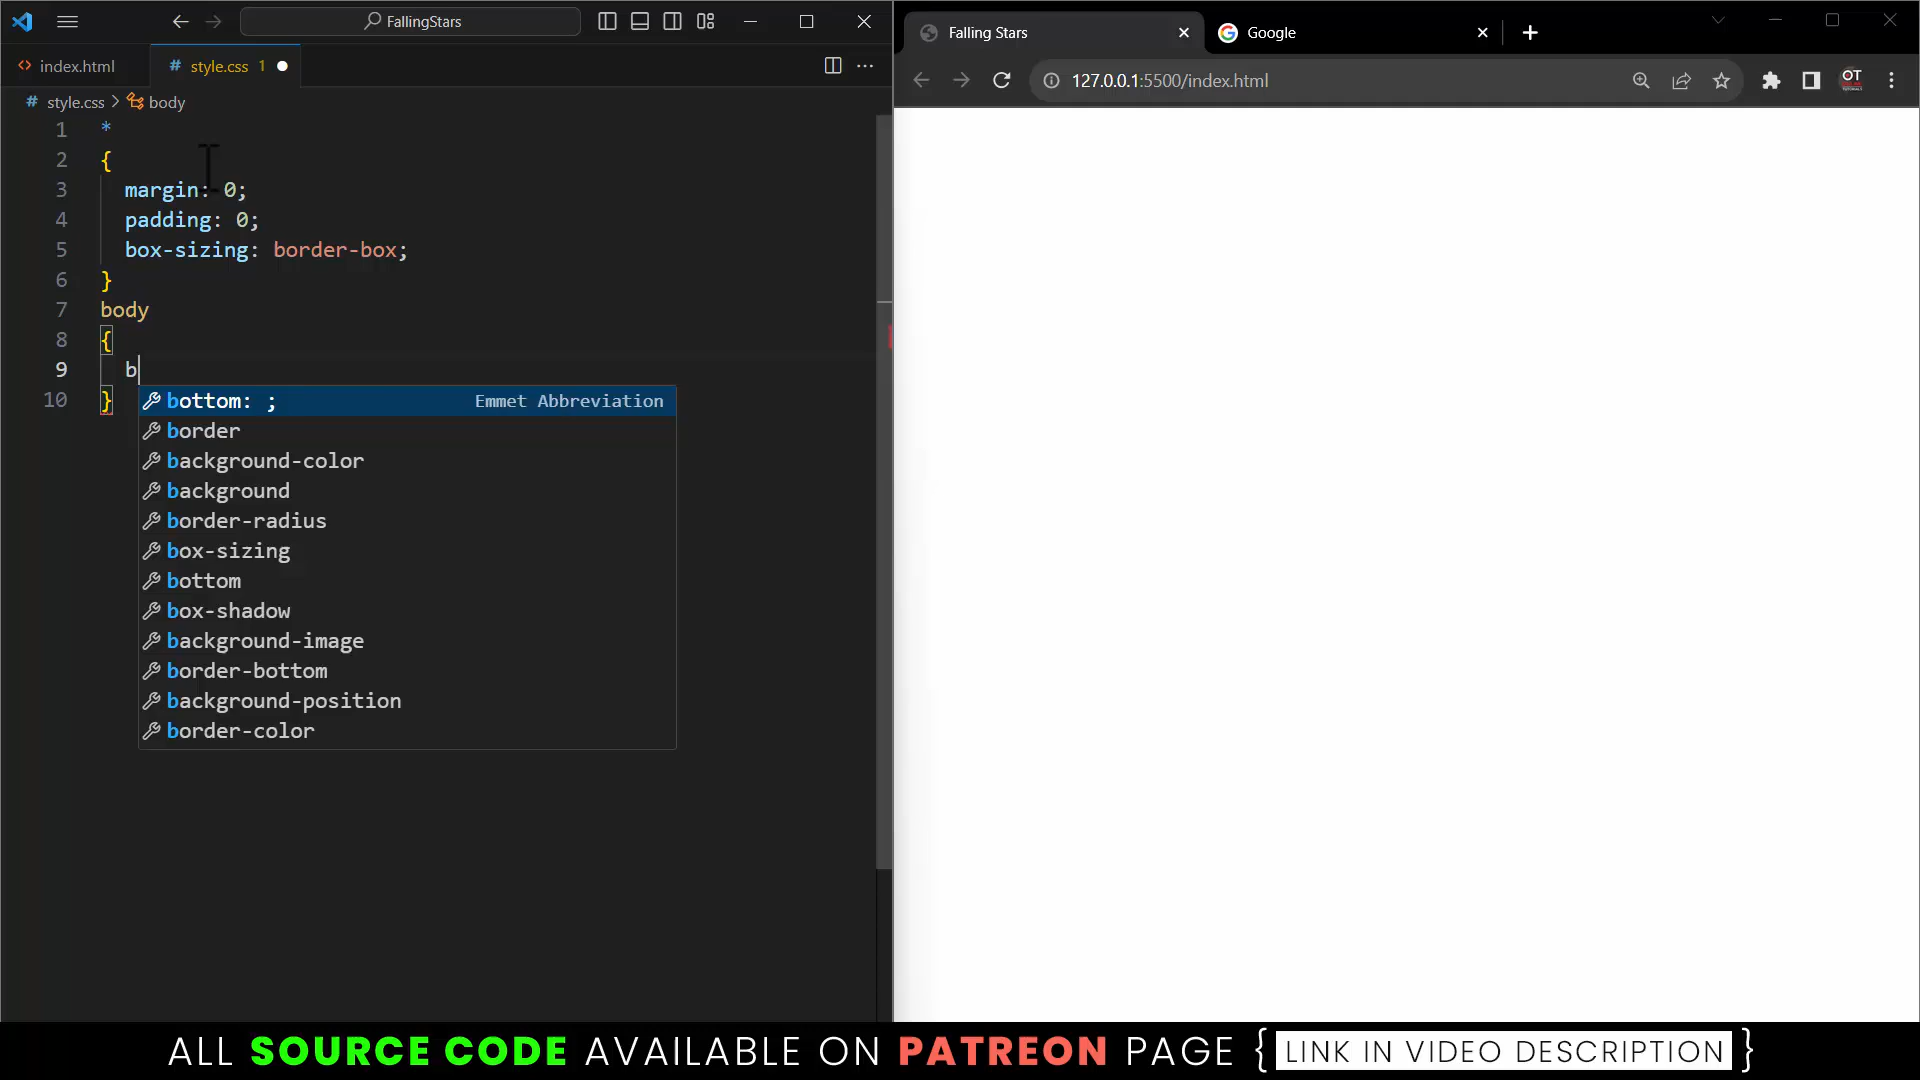 FallingStars
index.html
# style.css 1
# style.css > body
1 *
2 {
3 margin: 0;
4 padding: 0;
5 box-sizing: border-box;
6 }
7 body
8 {
9 b
10 }
bottom: ; Emmet Abbreviation
border
background-color
background
border-radius
box-sizing
bottom
box-shadow
background-image
border-bottom
background-position
border-color
Falling Stars
Google
127.0.0.1:5500/index.html
OT
ALL SOURCE CODE AVAILABLE ON PATREON PAGE { LINK IN VIDEO DESCRIPTION }